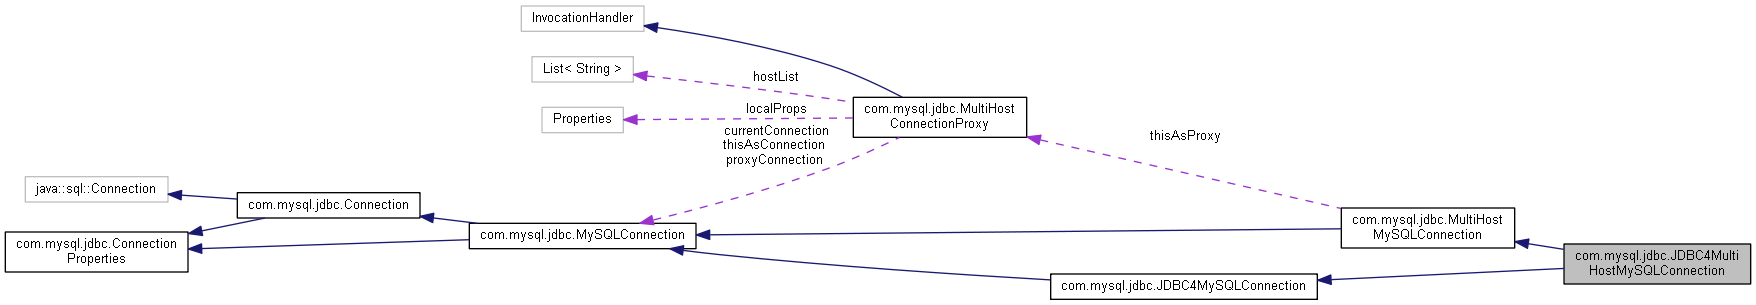 InvocationHandler
List< String >
hostList
Properties
localProps
com.mysql.jdbc.MultiHost
ConnectionProxy
currentConnection
thisAsConnection
proxyConnection
thisAsProxy
java::sql::Connection
com.mysql.jdbc.Connection
com.mysql.jdbc.Connection
Properties
com.mysql.jdbc.MySQLConnection
com.mysql.jdbc.MultiHost
MySQLConnection
com.mysql.jdbc.JDBC4MySQLConnection
com.mysql.jdbc.JDBC4Multi
HostMySQLConnection